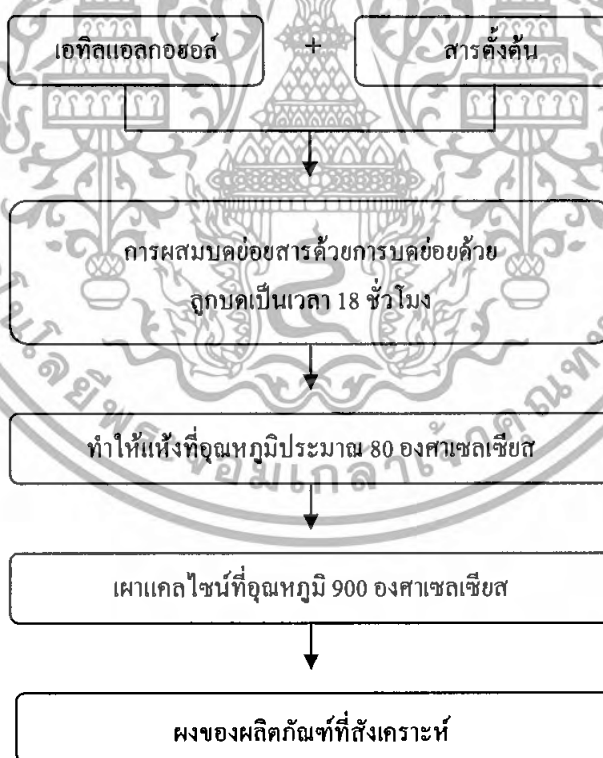 เอทิลแอลกอฮอล์ + สารตั้งต้น
การผสมบดย่อยสารด้วยการบดย่อยด้วย
ลูกบดเป็นเวลา 18 ชั่วโมง
ทำให้แห้งที่อุณหภูมิประมาณ 80 องศาเซลเซียส
เผาแคลไซน์ที่อุณหภูมิ 900 องศาเซลเซียส
ผงของผลิตภัณฑ์ที่สังเคราะห์